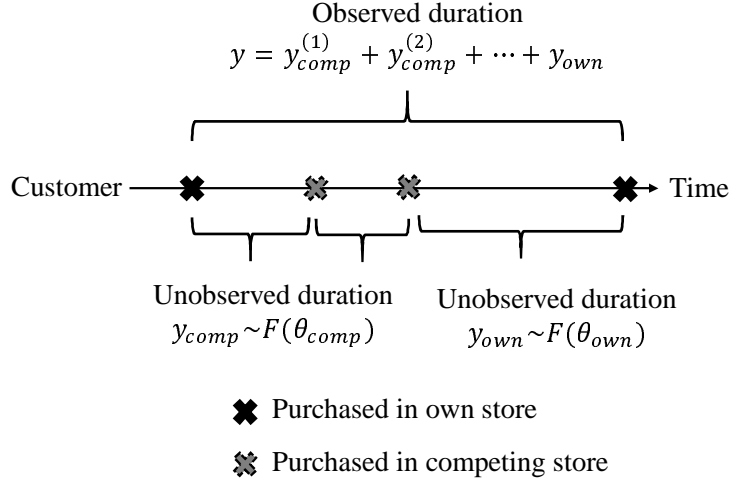 Observed duration
y = y_{comp}^{(1)} + y_{comp}^{(2)} + ⋯ + y_{own}
Customer
Time
Unobserved duration
y_{comp}~F(θ_{comp})
Unobserved duration
y_{own}~F(θ_{own})
Purchased in own store
Purchased in competing store